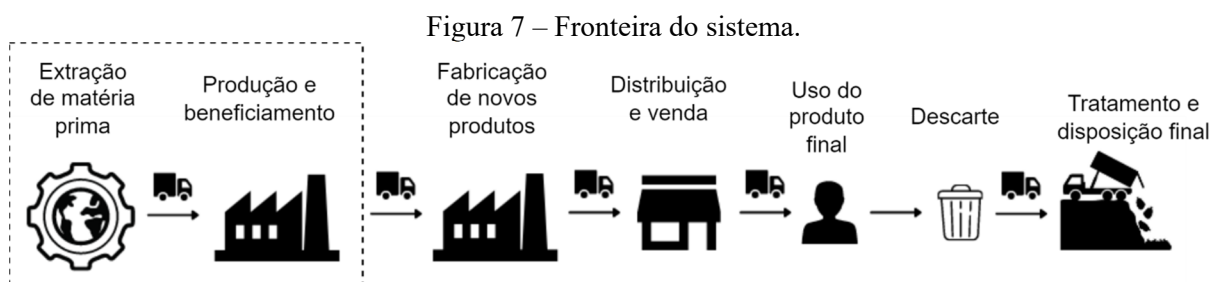 Figura 7 – Fronteira do sistema.
Extração
de matéria
prima
Produção e
beneficiamento
Fabricação
de novos
produtos
Distribuição
e venda
Uso do
produto
final
Descarte
Tratamento e
disposição final